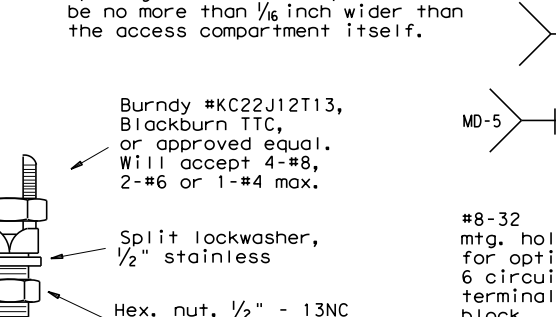 be no more than 1/16 inch wider than
the access compartment itself.
Burndy #KC22J12T13,
Blackburn TTC,
or approved equal.
Will accept 4-#8,
2-#6 or 1-#4 max.
Split lockwasher,
1/2" stainless
Hex. nut, 1/2" - 13NC
MD-5
#8-32
mtg. hol
for opti
6 circui
terminal
block